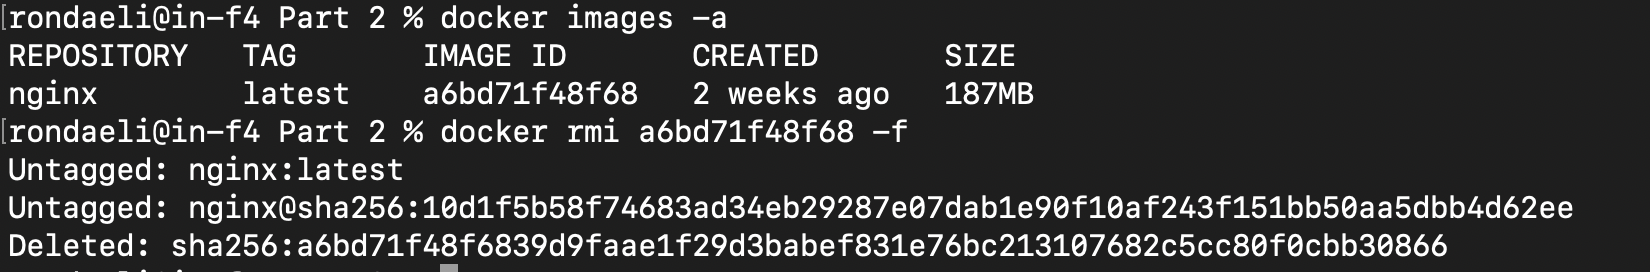 rondaeli@in-f4 Part 2 % docker images -a
REPOSITORY TAG IMAGE ID CREATED SIZE
nginx latest a6bd71f48f68 2 weeks ago 187MB
rondaeli@in-f4 Part 2 % docker rmi a6bd71f48f68 -f
Untagged: nginx:latest
Untagged: nginx@sha256:10d1f5b58f74683ad34eb29287e07dab1e90f10af243f151bb50aa5dbb4d62ee
Deleted: sha256:a6bd71f48f6839d9faae1f29d3babef831e76bc213107682c5cc80f0cbb30866